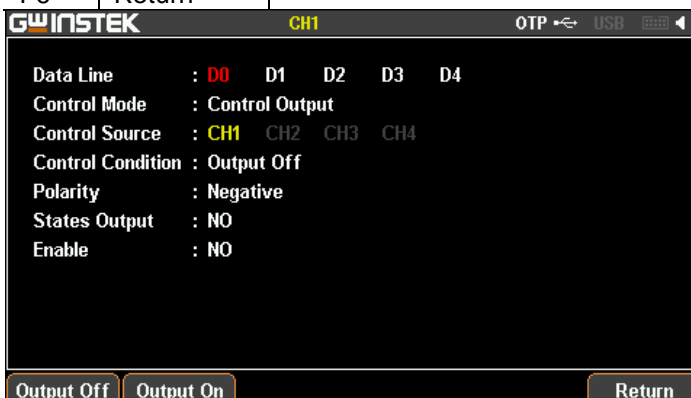 Return
GWINSTEK CH1 OTP USB
Data Line : D0 D1 D2 D3 D4
Control Mode : Control Output
Control Source : CH1 CH2 CH3 CH4
Control Condition : Output Off
Polarity : Negative
States Output : NO
Enable : NO
Output Off Output On Return